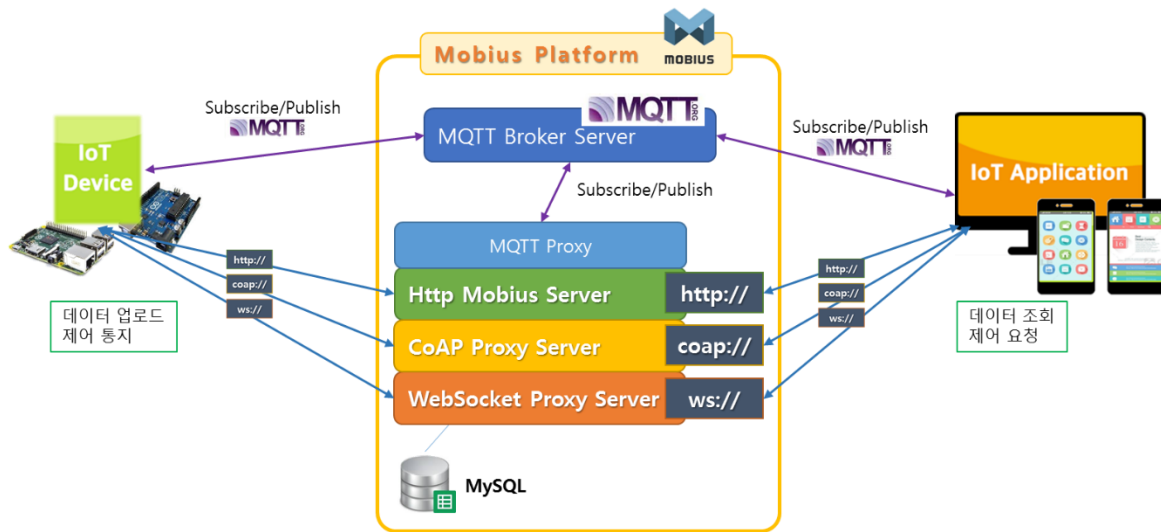 Mobius Platform
MOBIUS
Subscribe/Publish
MQTT.ORG
MQTT Broker Server
MQTT.ORG
Subscribe/Publish
MQTT.ORG
IoT
Device
IoT Application
Subscribe/Publish
MQTT Proxy
http://
coap://
ws://
Http Mobius Server
http://
CoAP Proxy Server
coap://
WebSocket Proxy Server
ws://
http://
coap://
ws://
데이터 업로드
제어 통지
데이터 조회
제어 요청
MySQL